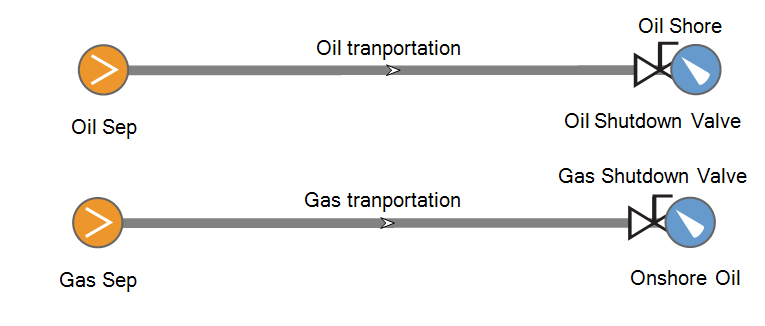 Oil Shore
Oil tranportation
Oil Sep
Oil Shutdown Valve
Gas Shutdown Valve
Gas tranportation
Gas Sep
Onshore Oil